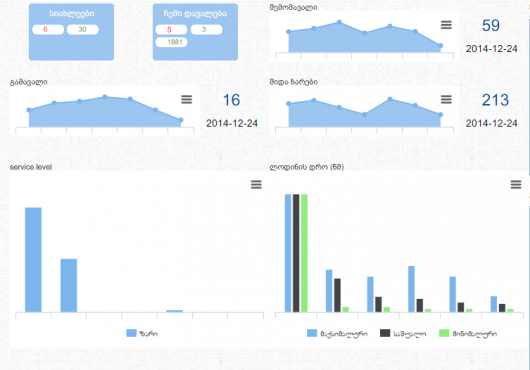 სიახლეები
6 30
ჩემი დავალება
5 3
1881
შემომავალი
59
2014-12-24
გამავალი
16
2014-12-24
შიდა ზარები
213
2014-12-24
service level
ზარი
ლოდინის დრო (წმ)
მაქსიმალური საშუალო მინიმალური